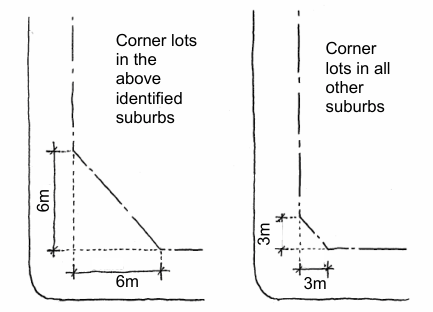 Corner lots
in the
above
identified
suburbs
6m
6m
Corner
lots in all
other
suburbs
3m
3m